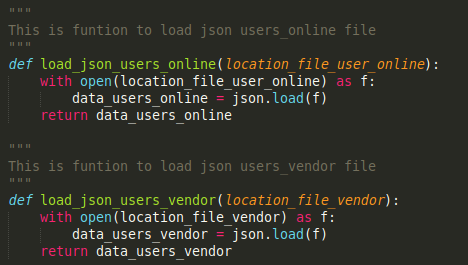 """
This is funtion to load json users_online file
"""
def load_json_users_online(location_file_user_online):
    with open(location_file_user_online) as f:
        data_users_online = json.load(f)
    return data_users_online

"""
This is funtion to load json users_vendor file
"""
def load_json_users_vendor(location_file_vendor):
    with open(location_file_vendor) as f:
        data_users_vendor = json.load(f)
    return data_users_vendor